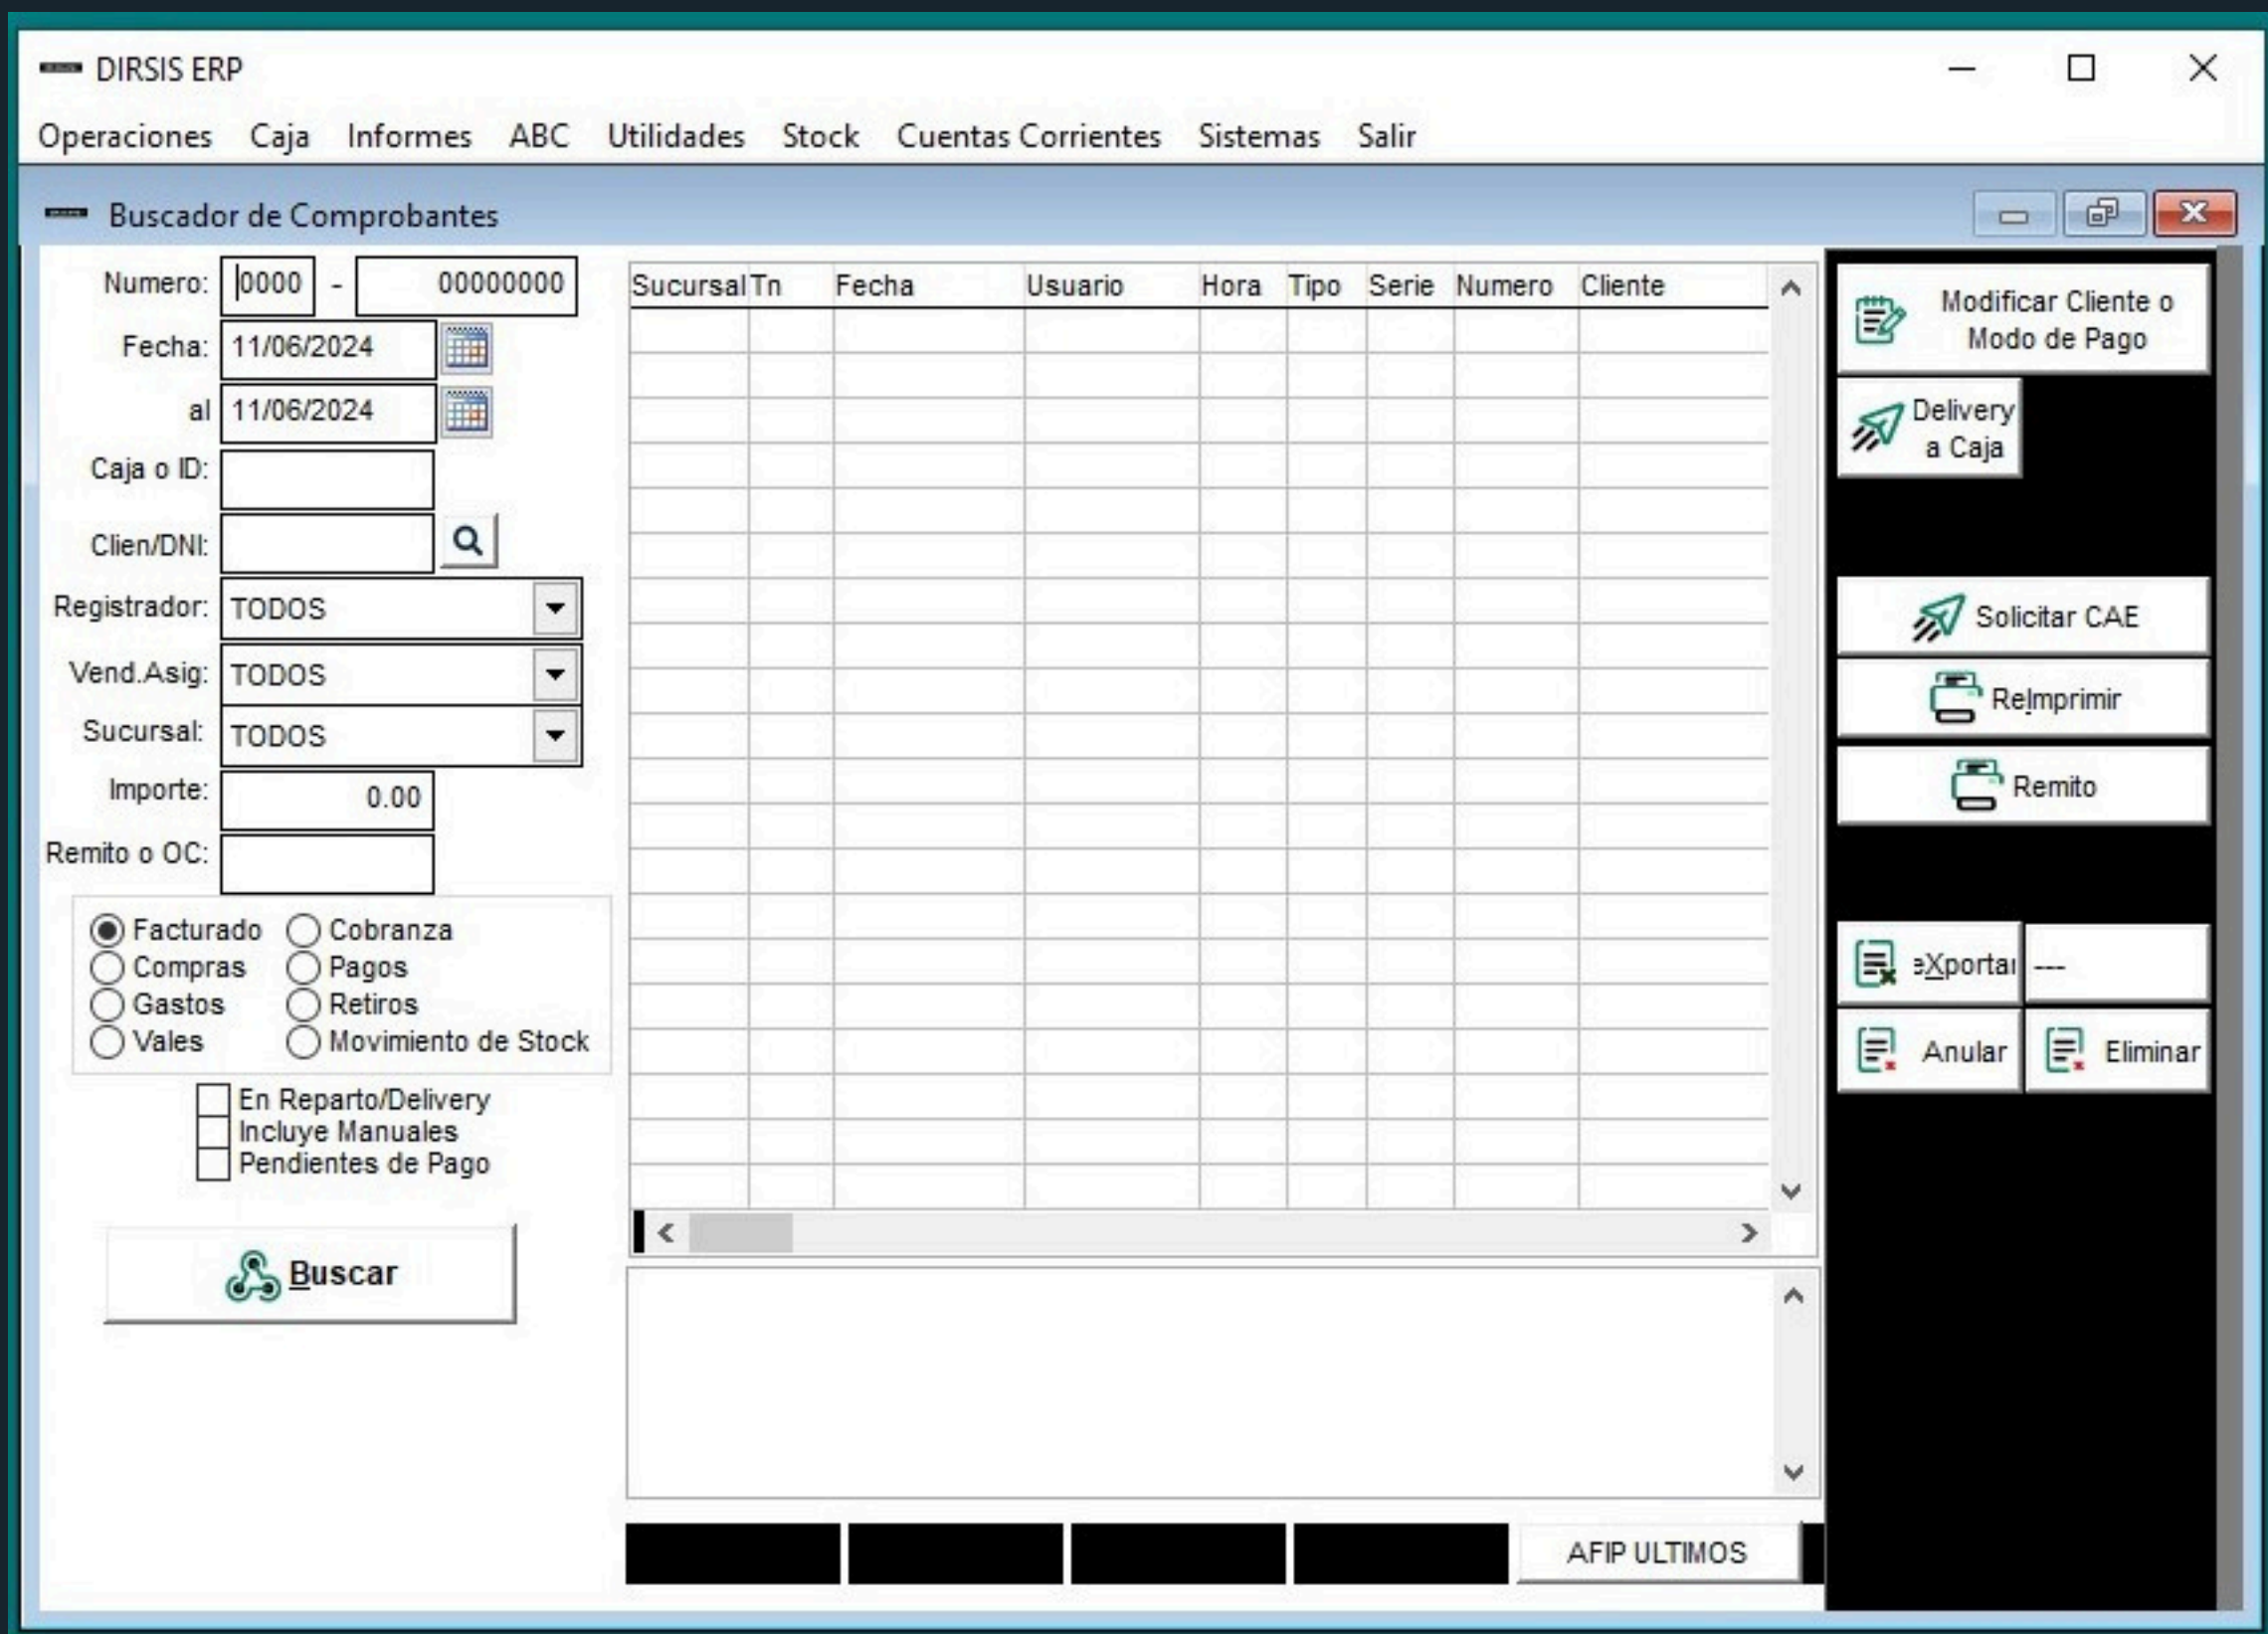 DIRSIS ERP
Operaciones Caja Informes ABC Utilidades Stock Cuentas Corrientes Sistemas Salir
Buscador de Comprobantes
Numero: 0000 - 00000000
Fecha: 11/06/2024
al 11/06/2024
Caja o ID:
Clien/DNI:
Registrador: TODOS
Vend.Asig: TODOS
Sucursal: TODOS
Importe: 0.00
Remito o OC:
Facturado Cobranza
Compras Pagos
Gastos Retiros
Vales Movimiento de Stock
En Reparto/Delivery
Incluye Manuales
Pendientes de Pago
Buscar
Sucursal Tn Fecha Usuario Hora Tipo Serie Numero Cliente
AFIP ULTIMOS
Modificar Cliente o
Modo de Pago
Delivery
a Caja
Solicitar CAE
ReImprimir
Remito
eXportar ---
Anular Eliminar